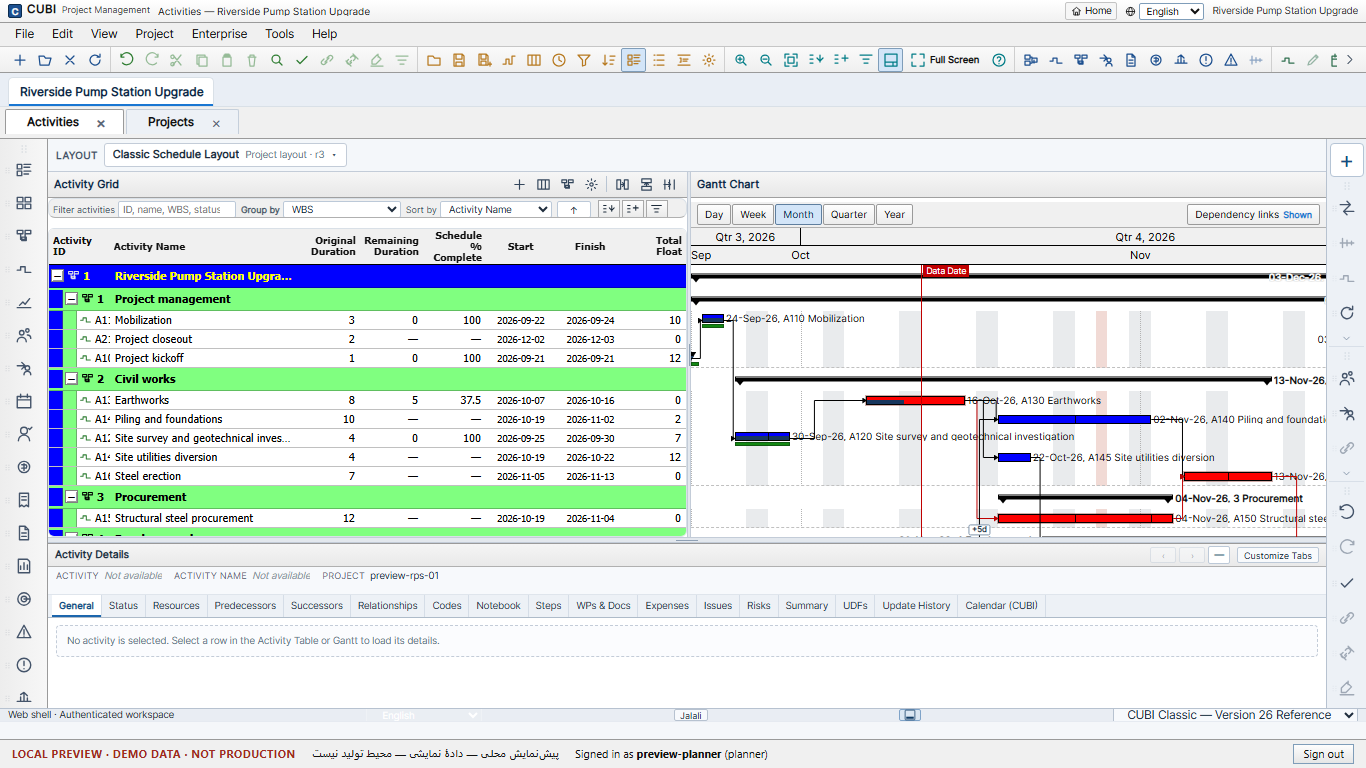 CUBI Project Management Activities — Riverside Pump Station Upgrade Home English Riverside Pump Station Upgrade
File Edit View Project Enterprise Tools Help
Full Screen
Riverside Pump Station Upgrade
Activities Projects
LAYOUT Classic Schedule Layout Project layout · r3
Activity Grid
Filter activities ID, name, WBS, status Group by WBS Sort by Activity Name
Activity ID Activity Name Original Duration Remaining Duration Schedule % Complete Start Finish Total Float
1 Riverside Pump Station Upgra...
1 Project management
A1: Mobilization 3 0 100 2026-09-22 2026-09-24 10
A2: Project closeout 2 — — 2026-12-02 2026-12-03 0
A1( Project kickoff 1 0 100 2026-09-21 2026-09-21 12
2 Civil works
A1: Earthworks 8 5 37.5 2026-10-07 2026-10-16 0
A1 Piling and foundations 10 — — 2026-10-19 2026-11-02 2
A12 Site survey and geotechnical inves... 4 0 100 2026-09-25 2026-09-30 7
A1 Site utilities diversion 4 — — 2026-10-19 2026-10-22 12
A1 Steel erection 7 — — 2026-11-05 2026-11-13 0
3 Procurement
A1 Structural steel procurement 12 — — 2026-10-19 2026-11-04 0
Gantt Chart
Day Week Month Quarter Year Dependency links Shown
Qtr 3, 2026 Qtr 4, 2026
Sep Oct Nov
Data Date 03-Dec-26
24-Sep-26, A110 Mobilization
03
13-Nov-26,
16-Oct-26, A130 Earthworks
02-Nov-26, A140 Piling and foundati
30-Sep-26, A120 Site survey and geotechnical investigation
22-Oct-26, A145 Site utilities diversion
13-Nov-26,
04-Nov-26, 3 Procurement
04-Nov-26, A150 Structural stee
+5d
Activity Details Customize Tabs
ACTIVITY Not available ACTIVITY NAME Not available PROJECT preview-rps-01
General Status Resources Predecessors Successors Relationships Codes Notebook Steps WPs & Docs Expenses Issues Risks Summary UDFs Update History Calendar (CUBI)
No activity is selected. Select a row in the Activity Table or Gantt to load its details.
Web shell · Authenticated workspace English Jalali CUBI Classic — Version 26 Reference
LOCAL PREVIEW · DEMO DATA · NOT PRODUCTION پیش‌نمایش محلی — دادهٔ نمایشی — محیط تولید نیست Signed in as preview-planner (planner) Sign out